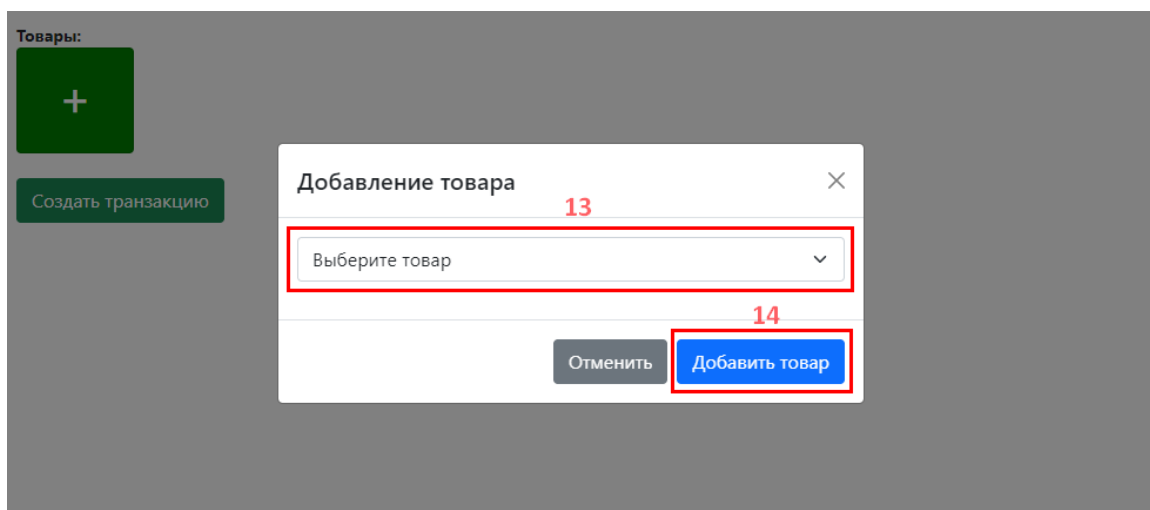 Товары:
+
Создать транзакцию
Добавление товара
13
Выберите товар
14
Отменить
Добавить товар